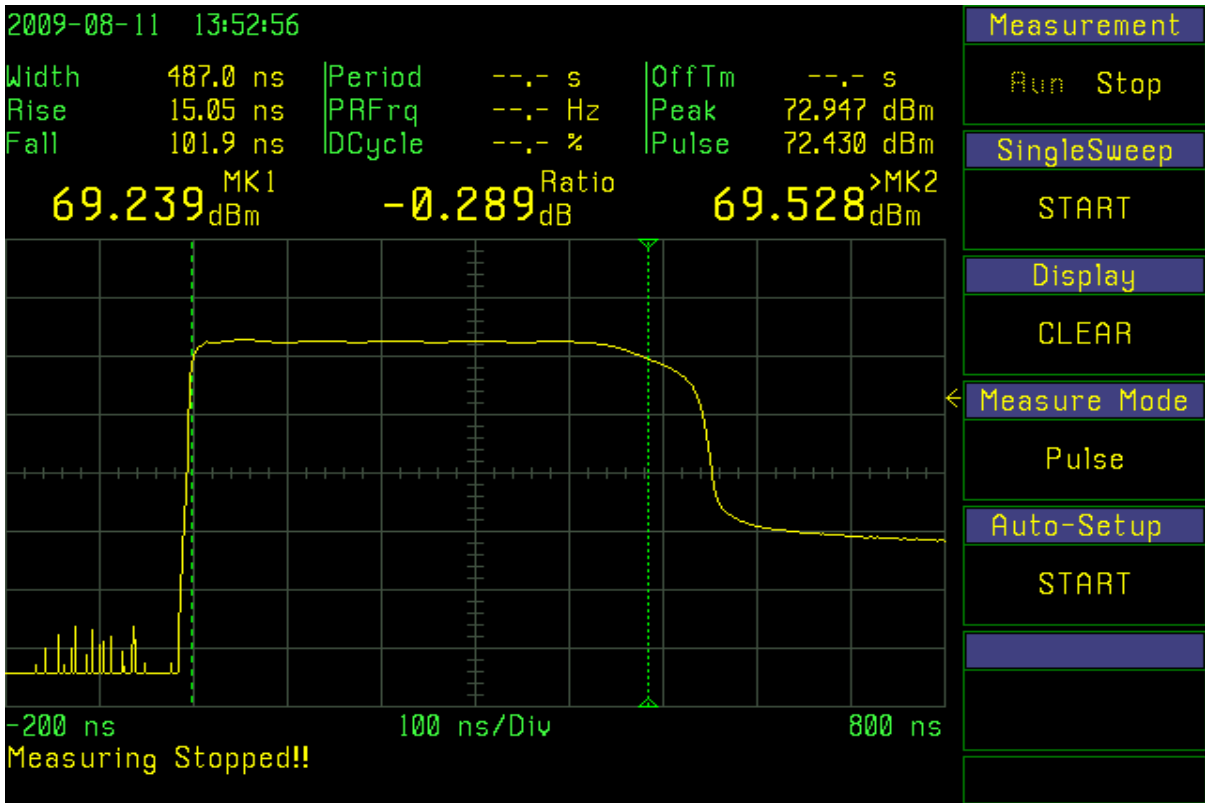 2009-08-11 13:52:56
Width 487.0 ns Period --.- s OffTm --.- s
Rise 15.05 ns PRFrq --.- Hz Peak 72.947 dBm
Fall 101.9 ns DCycle --.- % Pulse 72.430 dBm
69.239dBm MK1 -0.289dB Ratio 69.528dBm >MK2
-200 ns 100 ns/Div 800 ns
Measuring Stopped!!
Measurement
Run Stop
SingleSweep
START
Display
CLEAR
Measure Mode
Pulse
Auto-Setup
START